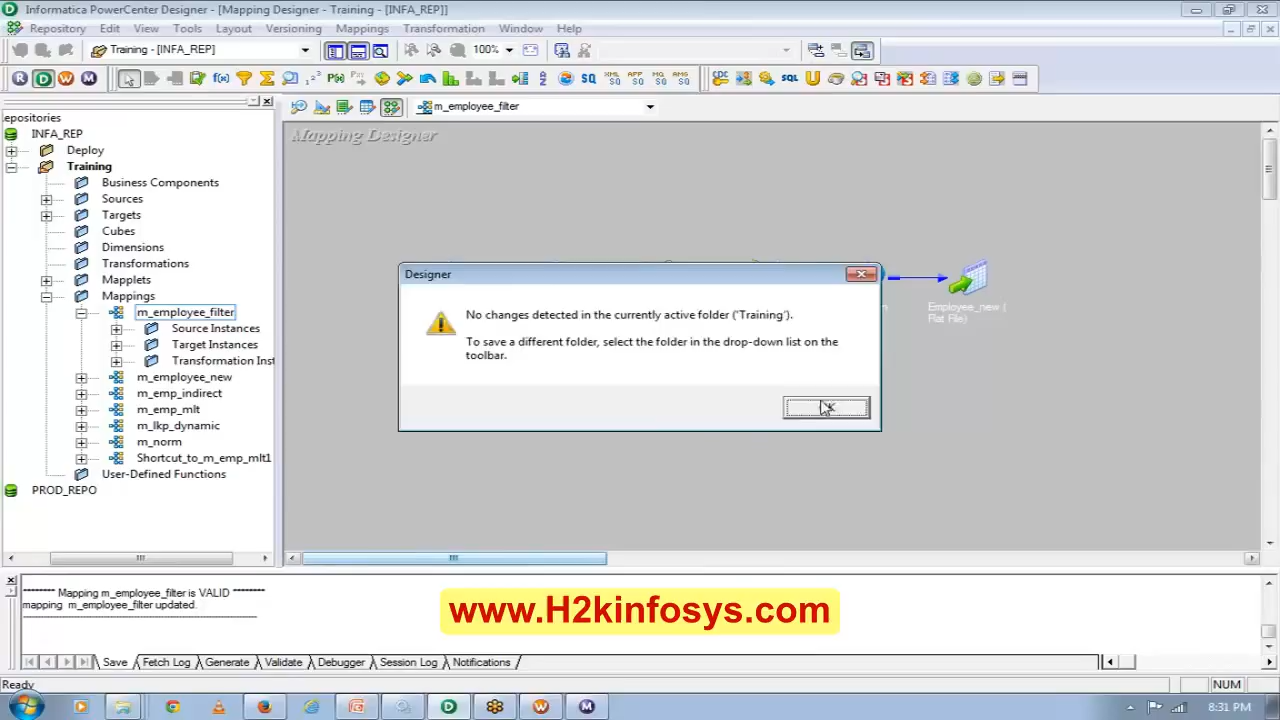 Informatica PowerCenter Designer - [Mapping Designer - Training - [INFA_REP]]
Repository Edit View Tools Layout Versioning Mappings Transformation Window Help
Training - [INFA_REP]
100%
m_employee_filter
epositories
INFA_REP
Deploy
Training
Business Components
Sources
Targets
Cubes
Dimensions
Transformations
Mapplets
Mappings
m_employee_filter
Source Instances
Target Instances
Transformation Inst
m_employee_new
m_emp_indirect
m_emp_mlt
m_lkp_dynamic
m_norm
Shortcut_to_m_emp_mlt1
User-Defined Functions
PROD_REPO
Mapping Designer
Designer
No changes detected in the currently active folder ('Training').
To save a different folder, select the folder in the drop-down list on the
toolbar.
Employee_new (
Flat File)
-------- Mapping m_employee_filter is VALID --------
mapping m_employee_filter updated.
www.H2kinfosys.com
Save Fetch Log Generate Validate Debugger Session Log Notifications
Ready
NUM
8:31 PM